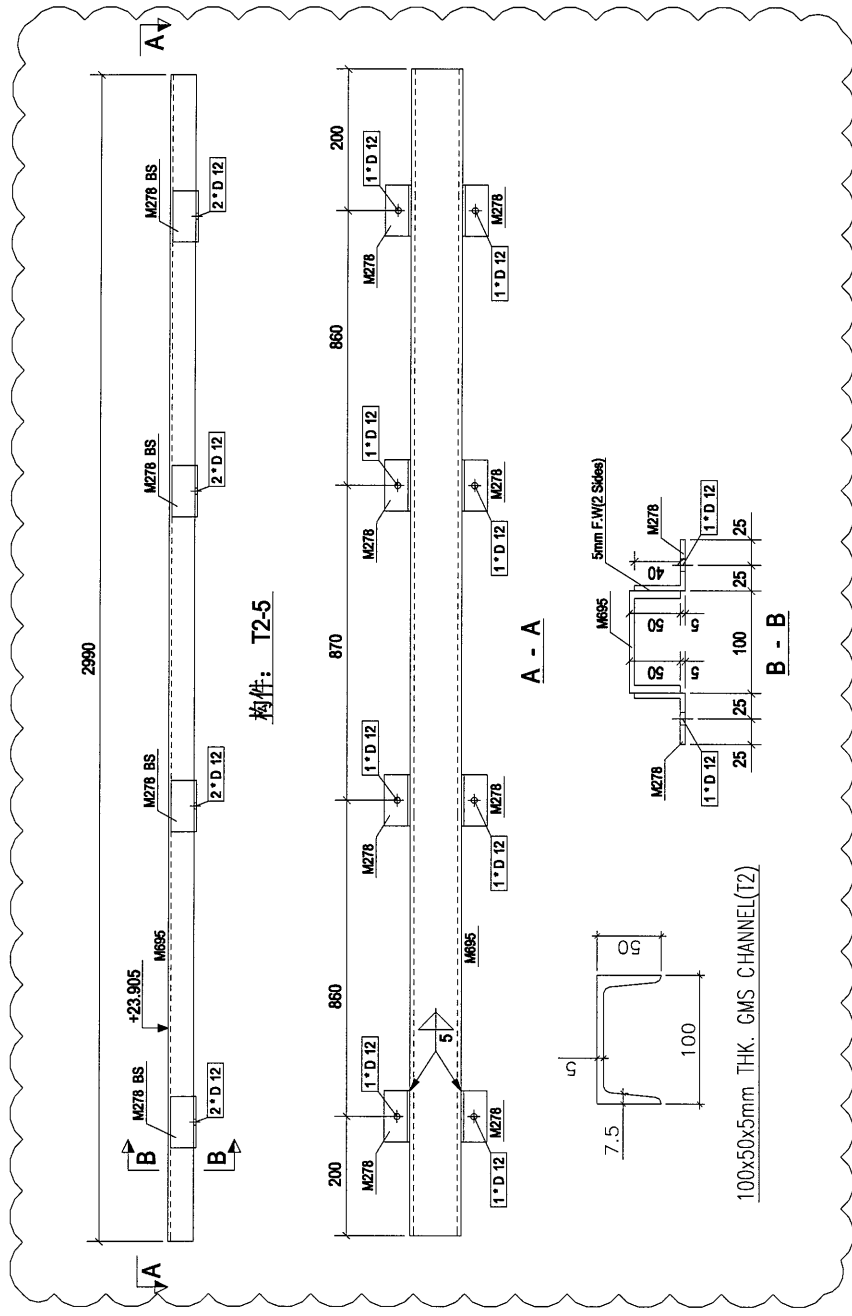 2990
A
A
B
B
M278 BS
+23.905
M695
M278 BS
M278 BS
M278 BS
2 * D 12
2 * D 12
2 * D 12
2 * D 12
构件: T2-5
200
860
870
860
200
1 * D 12
1 * D 12
1 * D 12
1 * D 12
M278
M278
M278
M278
5
M278
M695
M278
M278
M278
1 * D 12
1 * D 12
1 * D 12
1 * D 12
A - A
5
7.5
50
100
100x50x5mm THK. GMS CHANNEL(T2)
M695
5mm F.W(2 Sides)
M278
M278
50
50
40
5
5
1 * D 12
1 * D 12
25
25
100
25
25
B - B